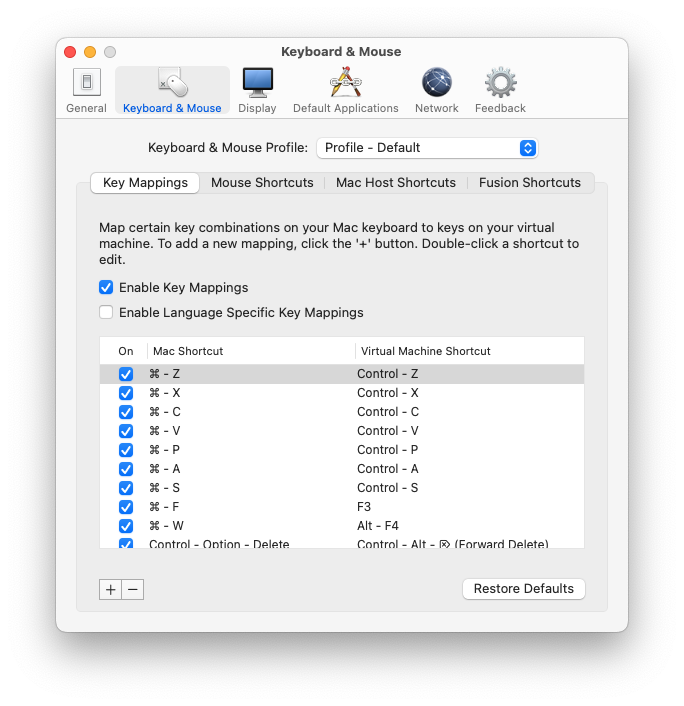 Keyboard & Mouse
General
Keyboard & Mouse
Display
Default Applications
Network
Feedback
Keyboard & Mouse Profile: Profile - Default
Key Mappings
Mouse Shortcuts
Mac Host Shortcuts
Fusion Shortcuts
Map certain key combinations on your Mac keyboard to keys on your virtual
machine. To add a new mapping, click the '+' button. Double-click a shortcut to
edit.
Enable Key Mappings
Enable Language Specific Key Mappings
On Mac Shortcut Virtual Machine Shortcut
⌘ - Z Control - Z
⌘ - X Control - X
⌘ - C Control - C
⌘ - V Control - V
⌘ - P Control - P
⌘ - A Control - A
⌘ - S Control - S
⌘ - F F3
⌘ - W Alt - F4
Control - Option - Delete Control - Alt - ⌦ (Forward Delete)
+ −
Restore Defaults